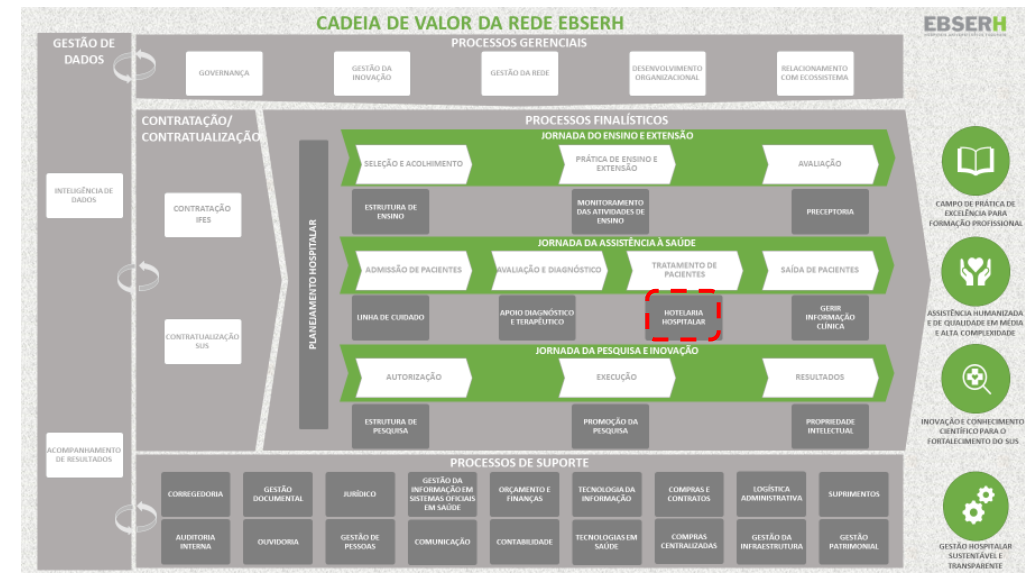 CADEIA DE VALOR DA REDE EBSERH
EBSERH
GESTÃO DE
DADOS
INTELIGÊNCIA DE
DADOS
ACOMPANHAMENTO
DE RESULTADOS
PROCESSOS GERENCIAIS
GOVERNANÇA
GESTÃO DA
INOVAÇÃO
GESTÃO DA REDE
DESENVOLVIMENTO
ORGANIZACIONAL
RELACIONAMENTO
COM ECOSSISTEMA
CONTRATAÇÃO/
CONTRATUALIZAÇÃO
CONTRATAÇÃO
IFES
CONTRATUALIZAÇÃO
SUS
PLANEJAMENTO HOSPITALAR
PROCESSOS FINALÍSTICOS
JORNADA DO ENSINO E EXTENSÃO
SELEÇÃO E ACOLHIMENTO
PRÁTICA DE ENSINO E
EXTENSÃO
AVALIAÇÃO
ESTRUTURA DE
ENSINO
MONITORAMENTO
DAS ATIVIDADES DE
ENSINO
PRECEPTORIA
JORNADA DA ASSISTÊNCIA À SAÚDE
ADMISSÃO DE PACIENTES
AVALIAÇÃO E DIAGNÓSTICO
TRATAMENTO DE
PACIENTES
SAÍDA DE PACIENTES
LINHA DE CUIDADO
APOIO DIAGNÓSTICO
E TERAPÊUTICO
HOTELARIA
HOSPITALAR
GERIR
INFORMAÇÃO
CLÍNICA
JORNADA DA PESQUISA E INOVAÇÃO
AUTORIZAÇÃO
EXECUÇÃO
RESULTADOS
ESTRUTURA DE
PESQUISA
PROMOÇÃO DA
PESQUISA
PROPRIEDADE
INTELECTUAL
PROCESSOS DE SUPORTE
CORREGEDORIA
GESTÃO
DOCUMENTAL
JURÍDICO
GESTÃO DA
INFORMAÇÃO EM
SISTEMAS OFICIAIS
EM SAÚDE
ORÇAMENTO E
FINANÇAS
TECNOLOGIA DA
INFORMAÇÃO
COMPRAS E
CONTRATOS
LOGÍSTICA
ADMINISTRATIVA
SUPRIMENTOS
AUDITORIA
INTERNA
OUVIDORIA
GESTÃO DE
PESSOAS
COMUNICAÇÃO
CONTABILIDADE
TECNOLOGIAS EM
SAÚDE
COMPRAS
CENTRALIZADAS
GESTÃO DA
INFRAESTRUTURA
GESTÃO
PATRIMONIAL
CAMPO DE PRÁTICA DE
EXCELÊNCIA PARA
FORMAÇÃO PROFISSIONAL
ASSISTÊNCIA HUMANIZADA
E DE QUALIDADE EM MÉDIA
E ALTA COMPLEXIDADE
INOVAÇÃO E CONHECIMENTO
CIENTÍFICO PARA O
FORTALECIMENTO DO SUS
GESTÃO HOSPITALAR
SUSTENTÁVEL E
TRANSPARENTE